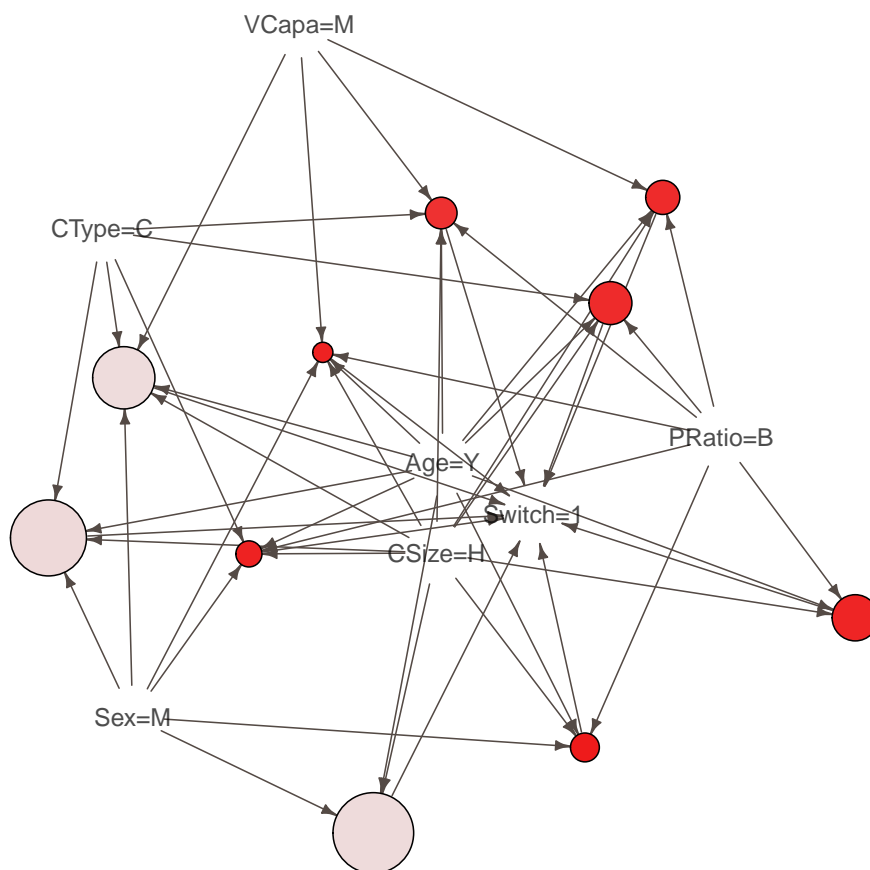 VCapa=M
CType=C
PRatio=B
Age=Y
Switch=1
CSize=H
Sex=M